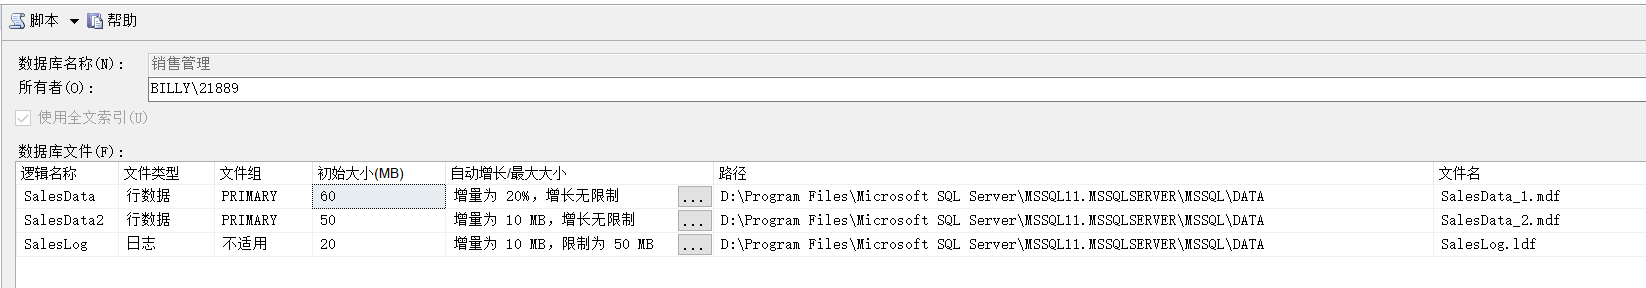 脚本 帮助
数据库名称(N): 销售管理
所有者(O): BILLY\21889
使用全文索引(U)
数据库文件(F):
逻辑名称 文件类型 文件组 初始大小(MB) 自动增长/最大大小 路径 文件名
SalesData 行数据 PRIMARY 60 增量为 20%，增长无限制 ... D:\Program Files\Microsoft SQL Server\MSSQL11.MSSQLSERVER\MSSQL\DATA SalesData_1.mdf
SalesData2 行数据 PRIMARY 50 增量为 10 MB，增长无限制 ... D:\Program Files\Microsoft SQL Server\MSSQL11.MSSQLSERVER\MSSQL\DATA SalesData_2.mdf
SalesLog 日志 不适用 20 增量为 10 MB，限制为 50 MB ... D:\Program Files\Microsoft SQL Server\MSSQL11.MSSQLSERVER\MSSQL\DATA SalesLog.ldf